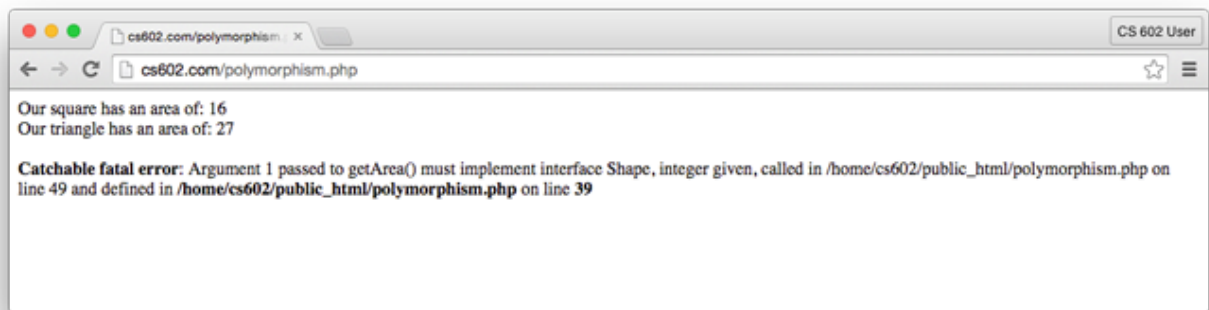 cs602.com/polymorphism.
CS 602 User
cs602.com/polymorphism.php
Our square has an area of: 16
Our triangle has an area of: 27
Catchable fatal error: Argument 1 passed to getArea() must implement interface Shape, integer given, called in /home/cs602/public_html/polymorphism.php on
line 49 and defined in /home/cs602/public_html/polymorphism.php on line 39